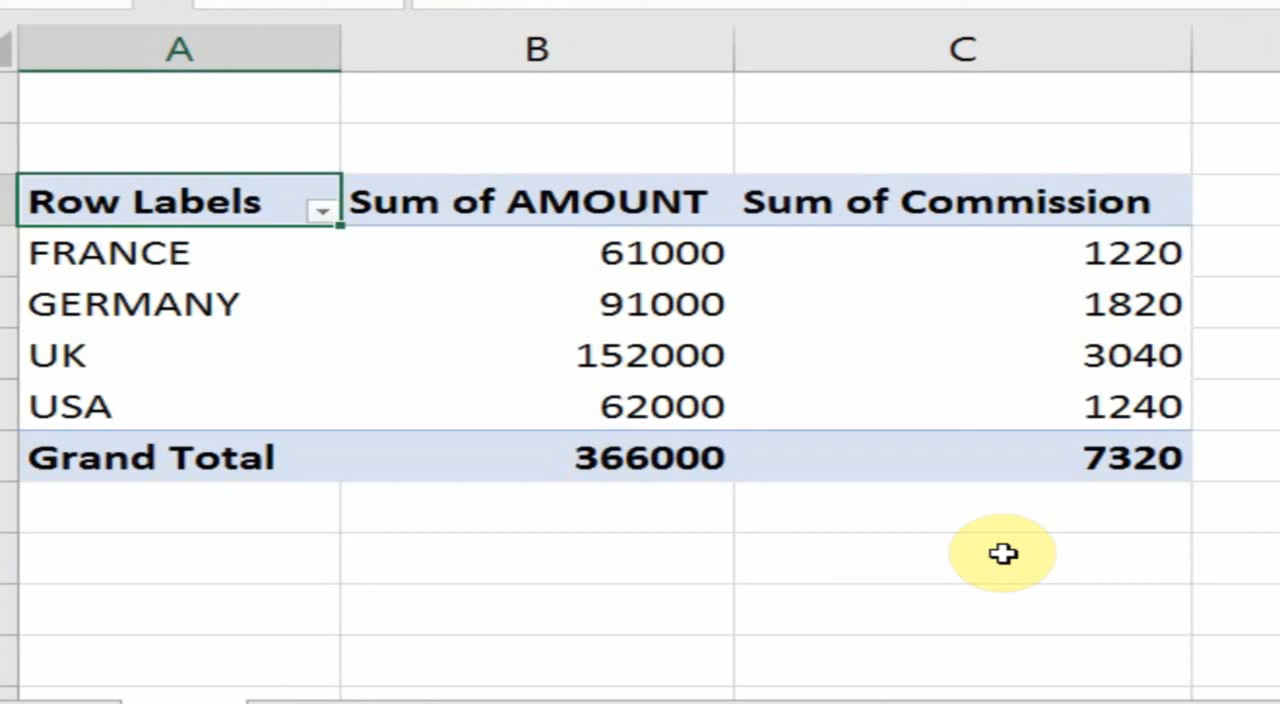 A B C
Row Labels Sum of AMOUNT Sum of Commission
FRANCE 61000 1220
GERMANY 91000 1820
UK 152000 3040
USA 62000 1240
Grand Total 366000 7320